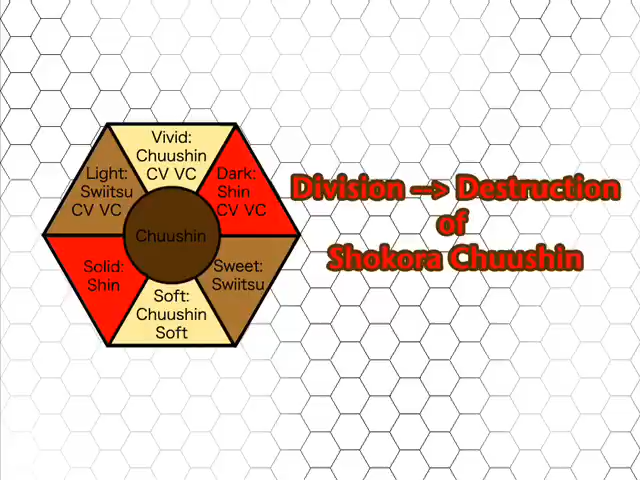 Vivid:
Chuushin
CV VC
Light:
Swiitsu
CV VC
Dark:
Shin
CV VC
Chuushin
Solid:
Shin
Sweet:
Swiitsu
Soft:
Chuushin
Soft
Division --> Destruction
of
Shokora Chuushin